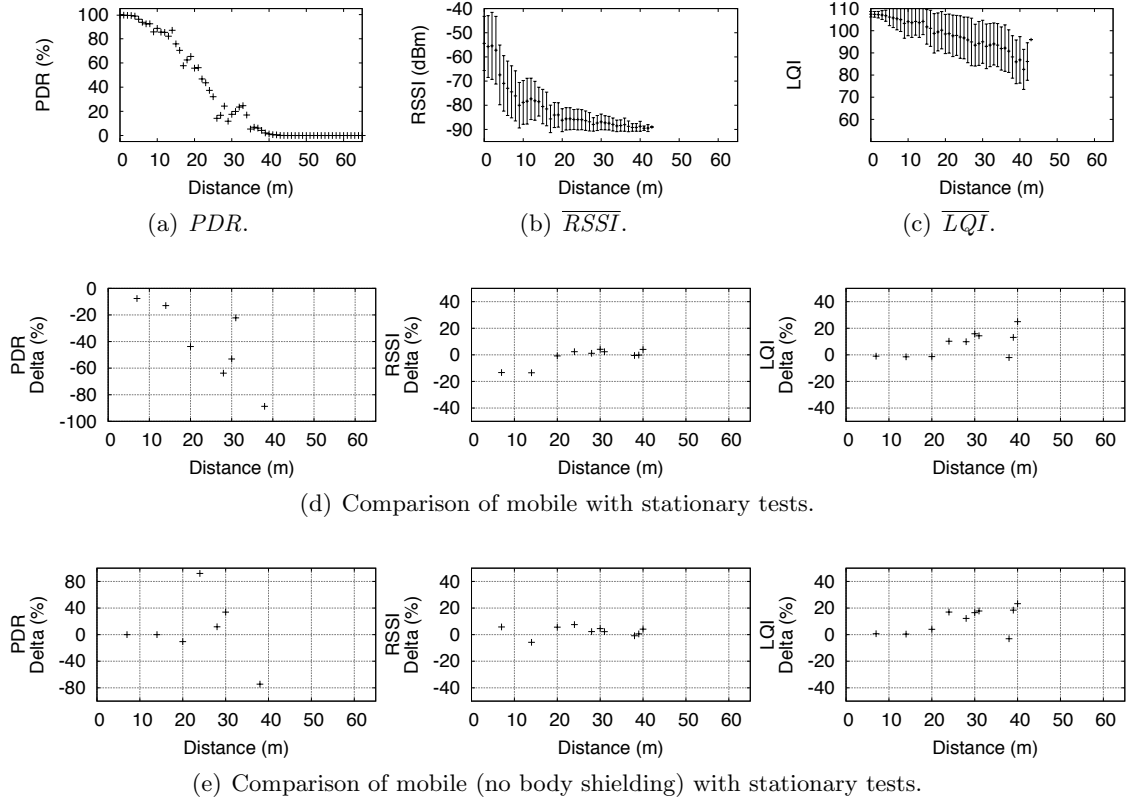 100
80
60
40
20
0
PDR (%)
0 10 20 30 40 50 60
Distance (m)
(a) PDR.
-40
-50
-60
-70
-80
-90
RSSI (dBm)
0 10 20 30 40 50 60
Distance (m)
(b) RSSI.
110
100
90
80
70
60
LQI
0 10 20 30 40 50 60
Distance (m)
(c) LQI.
0
-20
-40
-60
-80
-100
PDR
Delta (%)
0 10 20 30 40 50 60
Distance (m)
40
20
0
-20
-40
RSSI
Delta (%)
0 10 20 30 40 50 60
Distance (m)
40
20
0
-20
-40
LQI
Delta (%)
0 10 20 30 40 50 60
Distance (m)
(d) Comparison of mobile with stationary tests.
80
40
0
-40
-80
PDR
Delta (%)
0 10 20 30 40 50 60
Distance (m)
40
20
0
-20
-40
RSSI
Delta (%)
0 10 20 30 40 50 60
Distance (m)
40
20
0
-20
-40
LQI
Delta (%)
0 10 20 30 40 50 60
Distance (m)
(e) Comparison of mobile (no body shielding) with stationary tests.